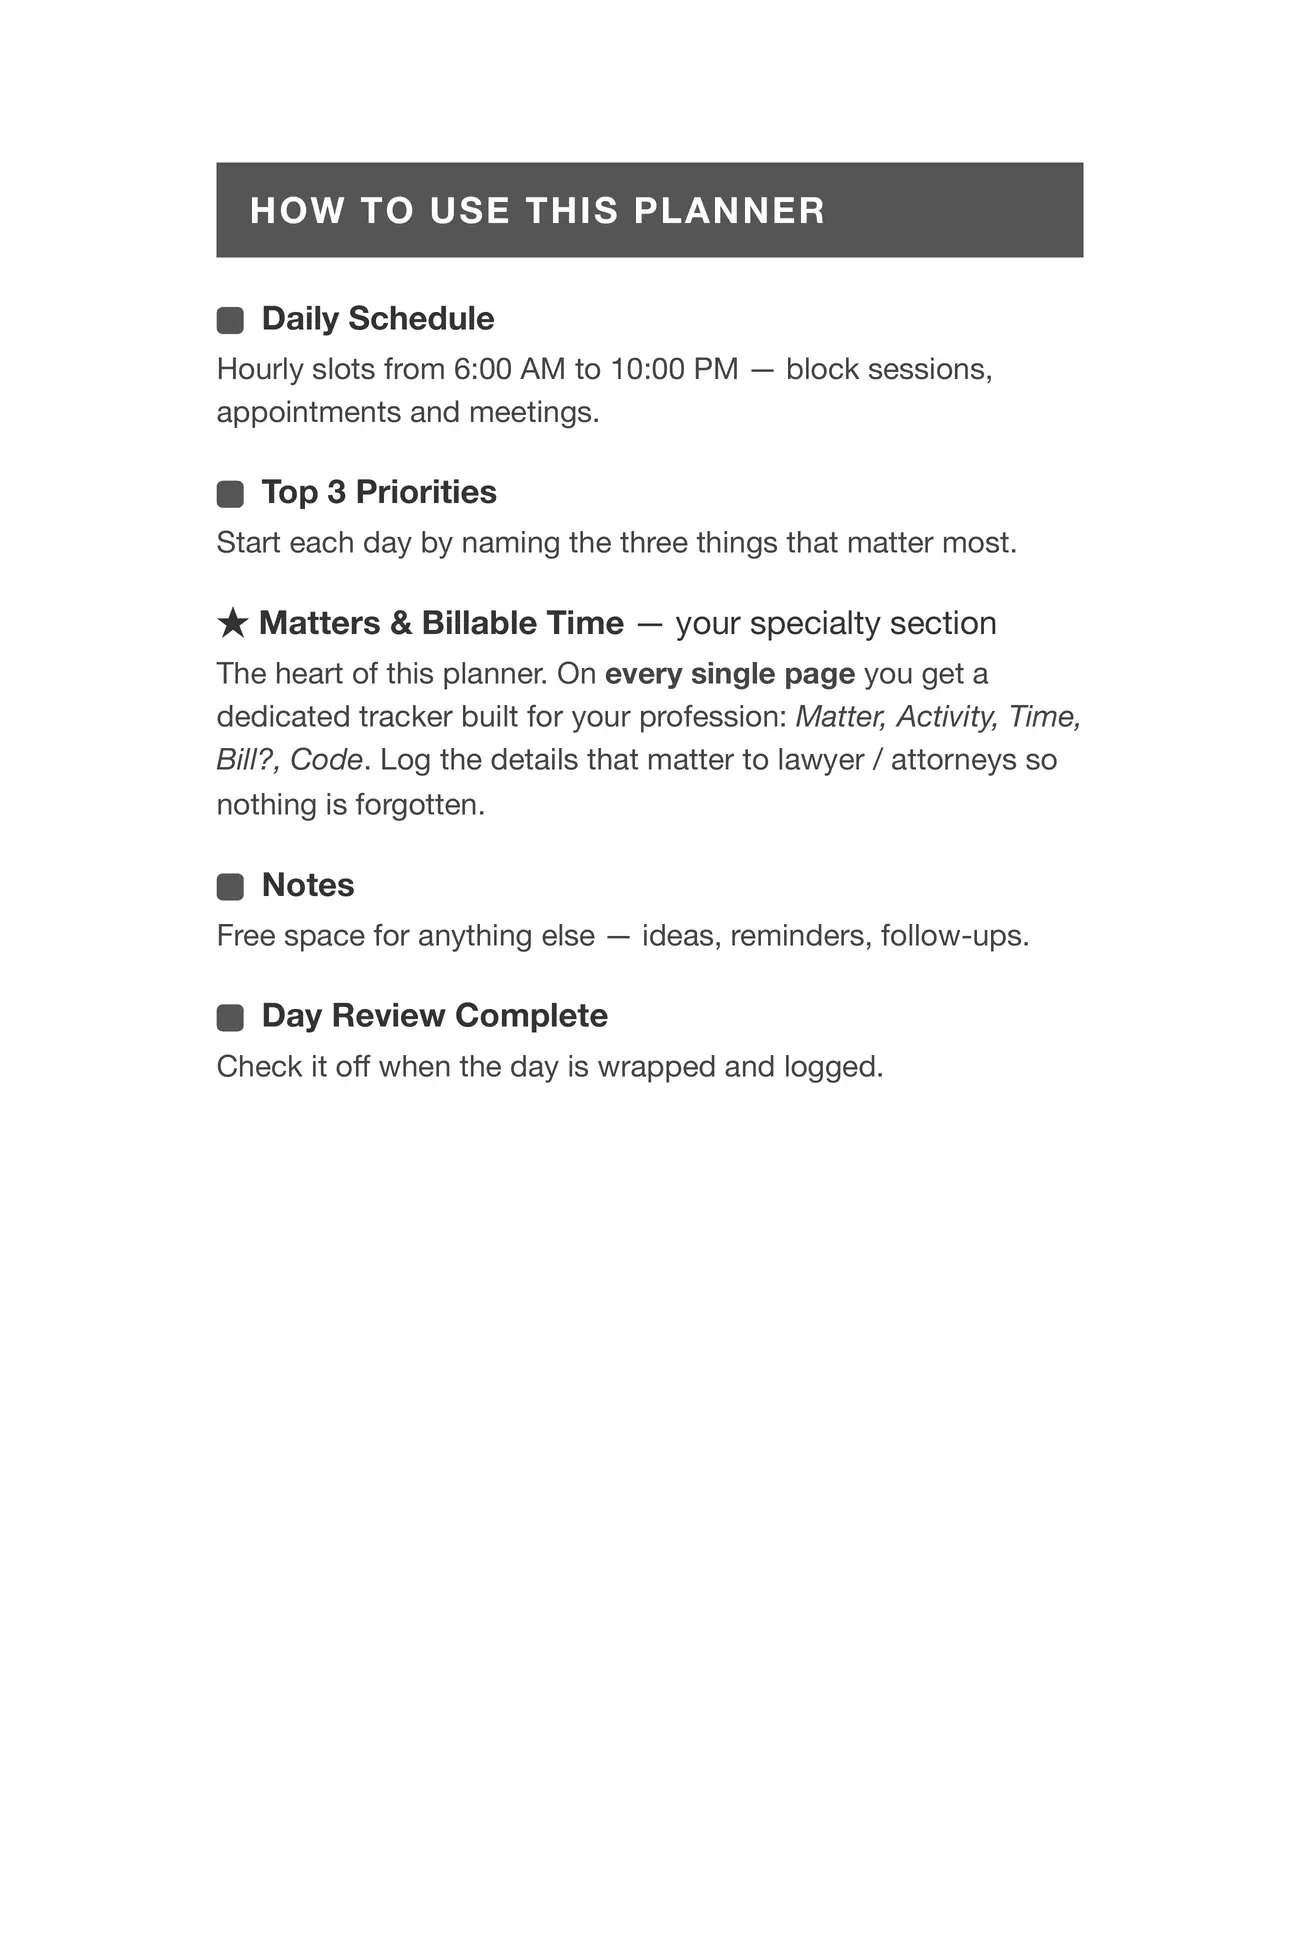 HOW TO USE THIS PLANNER
Daily Schedule
Hourly slots from 6:00 AM to 10:00 PM — block sessions,
appointments and meetings.
Top 3 Priorities
Start each day by naming the three things that matter most.
★ Matters & Billable Time — your specialty section
The heart of this planner. On every single page you get a
dedicated tracker built for your profession: Matter, Activity, Time,
Bill?, Code. Log the details that matter to lawyer / attorneys so
nothing is forgotten.
Notes
Free space for anything else — ideas, reminders, follow-ups.
Day Review Complete
Check it off when the day is wrapped and logged.